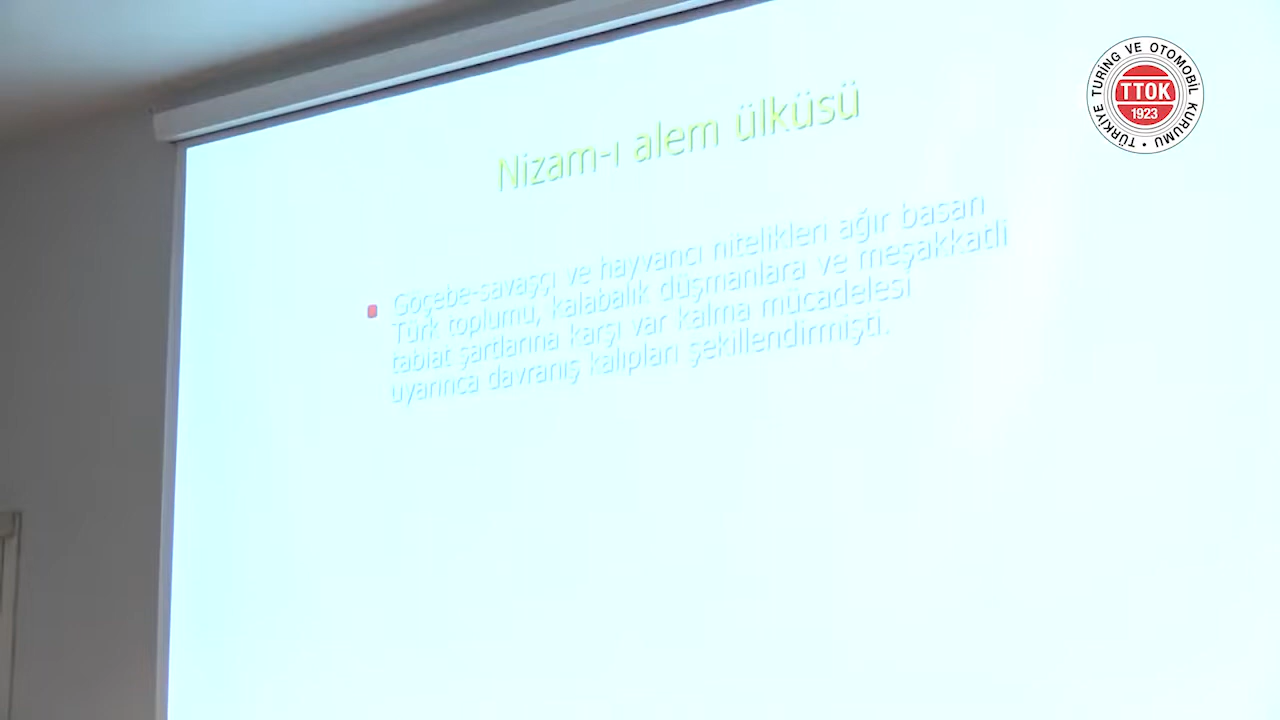 Nizam-ı alem ülküsü
Göçebe-savaşçı ve hayvancı nitelikleri ağır basan
Türk toplumu, kalabalık düşmanlara ve meşakkatli
tabiat şartlarına karşı var kalma mücadelesi
uyarınca davranış kalıpları şekillendirmişti.
TÜRKİYE TURİNG VE OTOMOBİL KURUMU •
TTOK
1923